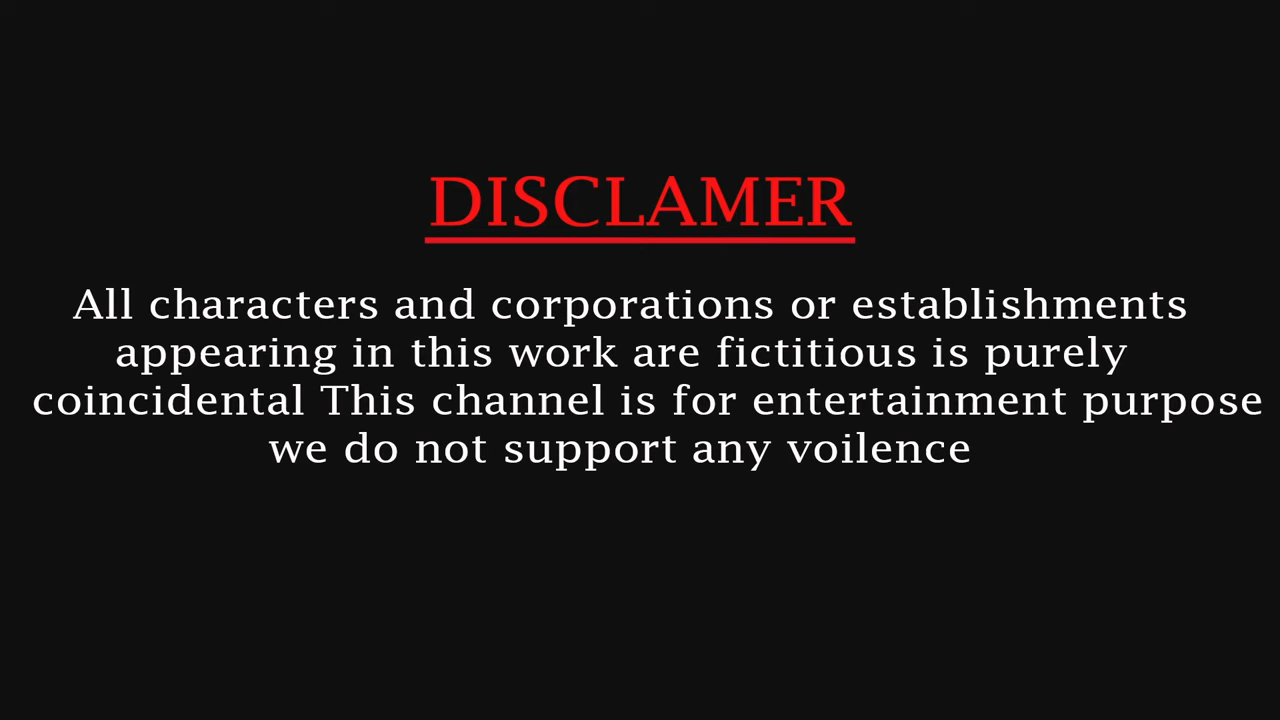 DISCLAMER
All characters and corporations or establishments
appearing in this work are fictitious is purely
coincidental This channel is for entertainment purpose
we do not support any voilence